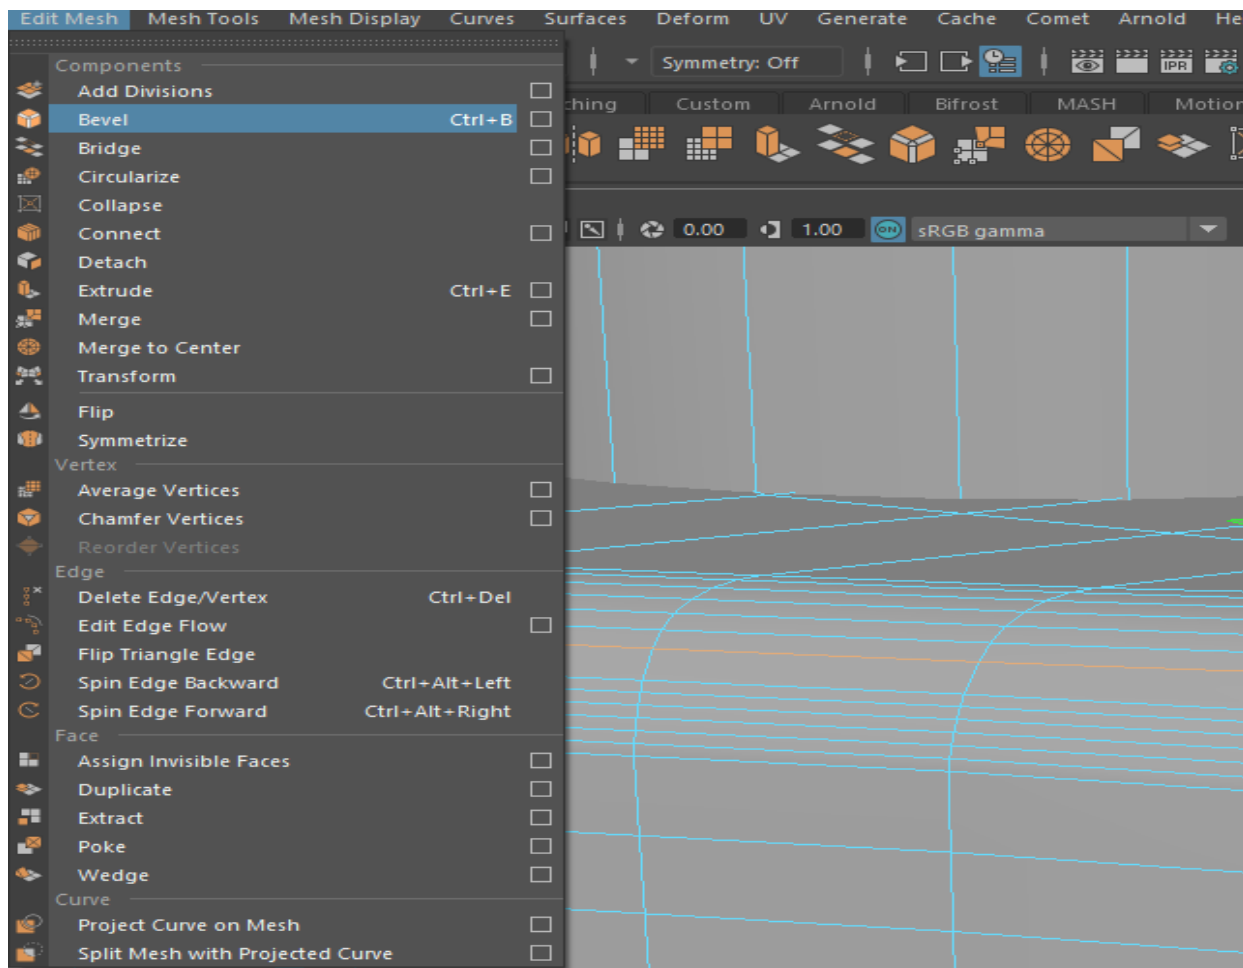 Edit Mesh Mesh Tools Mesh Display Curves Surfaces Deform UV Generate Cache Comet Arnold He
Symmetry: Off
IPR
ching Custom Arnold Bifrost MASH Motion
0.00 1.00 ON sRGB gamma
Components
Add Divisions
Bevel Ctrl+B
Bridge
Circularize
Collapse
Connect
Detach
Extrude Ctrl+E
Merge
Merge to Center
Transform
Flip
Symmetrize
Vertex
Average Vertices
Chamfer Vertices
Reorder Vertices
Edge
Delete Edge/Vertex Ctrl+Del
Edit Edge Flow
Flip Triangle Edge
Spin Edge Backward Ctrl+Alt+Left
Spin Edge Forward Ctrl+Alt+Right
Face
Assign Invisible Faces
Duplicate
Extract
Poke
Wedge
Curve
Project Curve on Mesh
Split Mesh with Projected Curve